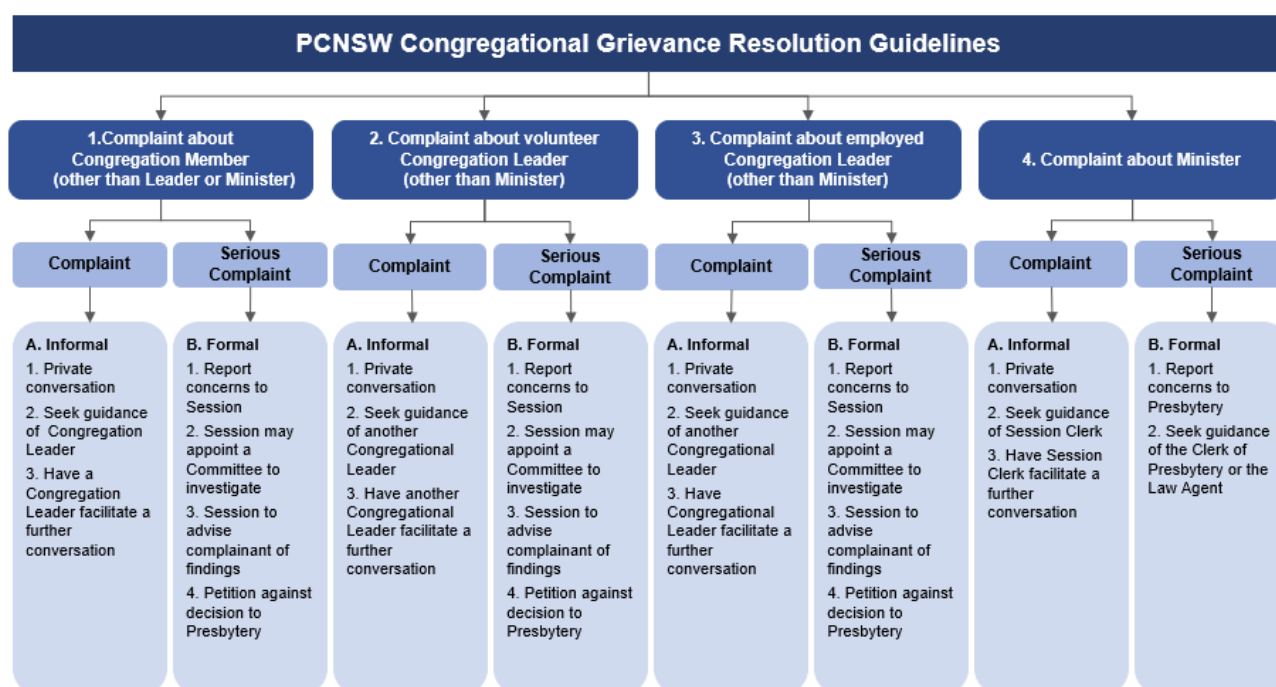 PCNSW Congregational Grievance Resolution Guidelines
1.Complaint about
Congregation Member
(other than Leader or Minister)
2. Complaint about volunteer
Congregation Leader
(other than Minister)
3. Complaint about employed
Congregation Leader
(other than Minister)
4. Complaint about Minister
Complaint
Serious
Complaint
Complaint
Serious
Complaint
Complaint
Serious
Complaint
Complaint
Serious
Complaint
A. Informal
1. Private
conversation
2. Seek guidance
of Congregation
Leader
3. Have a
Congregation
Leader facilitate a
further
conversation
B. Formal
1. Report
concerns to
Session
2. Session may
appoint a
Committee to
investigate
3. Session to
advise
complainant of
findings
4. Petition against
decision to
Presbytery
A. Informal
1. Private
conversation
2. Seek guidance
of another
Congregational
Leader
3. Have another
Congregational
Leader facilitate a
further
conversation
B. Formal
1. Report
concerns to
Session
2. Session may
appoint a
Committee to
investigate
3. Session to
advise
complainant of
findings
4. Petition against
decision to
Presbytery
A. Informal
1. Private
conversation
2. Seek guidance
of another
Congregational
Leader
3. Have
Congregational
Leader facilitate a
further
conversation
B. Formal
1. Report
concerns to
Session
2. Session may
appoint a
Committee to
investigate
3. Session to
advise
complainant of
findings
4. Petition against
decision to
Presbytery
A. Informal
1. Private
conversation
2. Seek guidance
of Session Clerk
3. Have Session
Clerk facilitate a
further
conversation
B. Formal
1. Report
concerns to
Presbytery
2. Seek guidance
of the Clerk of
Presbytery or the
Law Agent